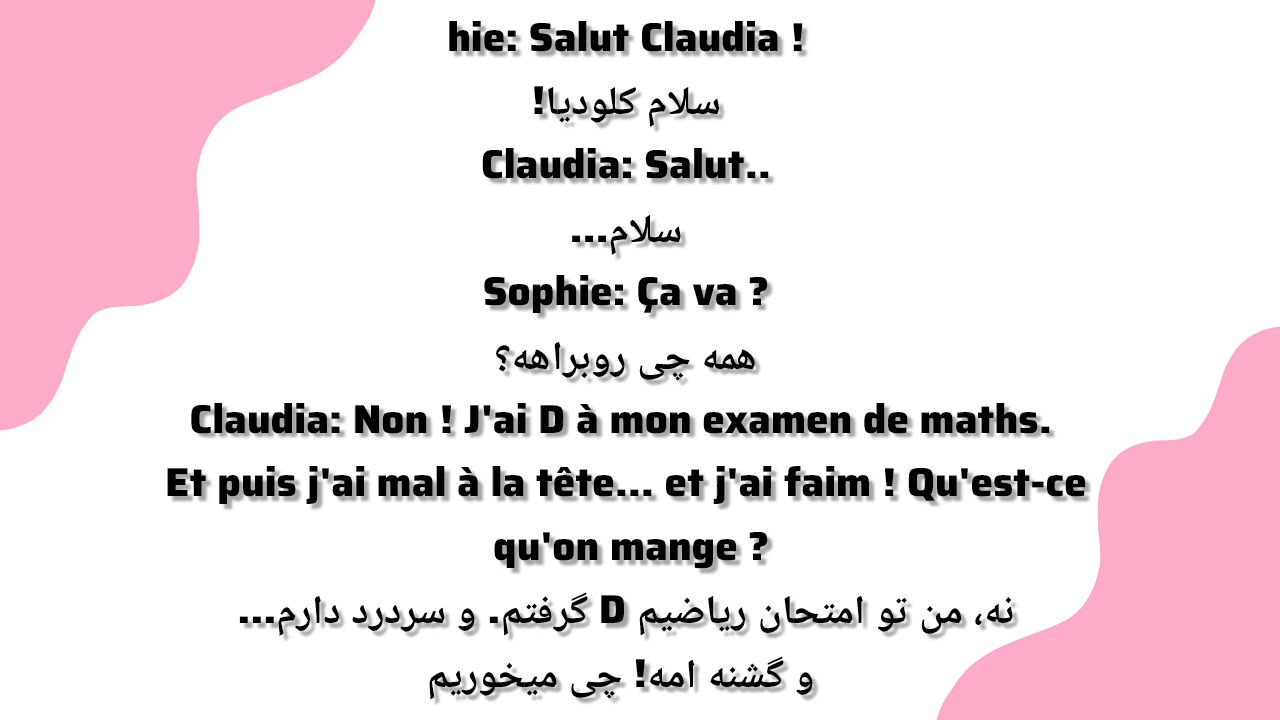 hie: Salut Claudia !
سلام کلودیا!
Claudia: Salut..
سلام...
Sophie: Ça va ?
همه چی روبراهه؟
Claudia: Non ! J'ai D à mon examen de maths.
Et puis j'ai mal à la tête... et j'ai faim ! Qu'est-ce
qu'on mange ?
نه، من تو امتحان ریاضیم D گرفتم. و سردرد دارم...
و گشنه امه! چی میخوریم